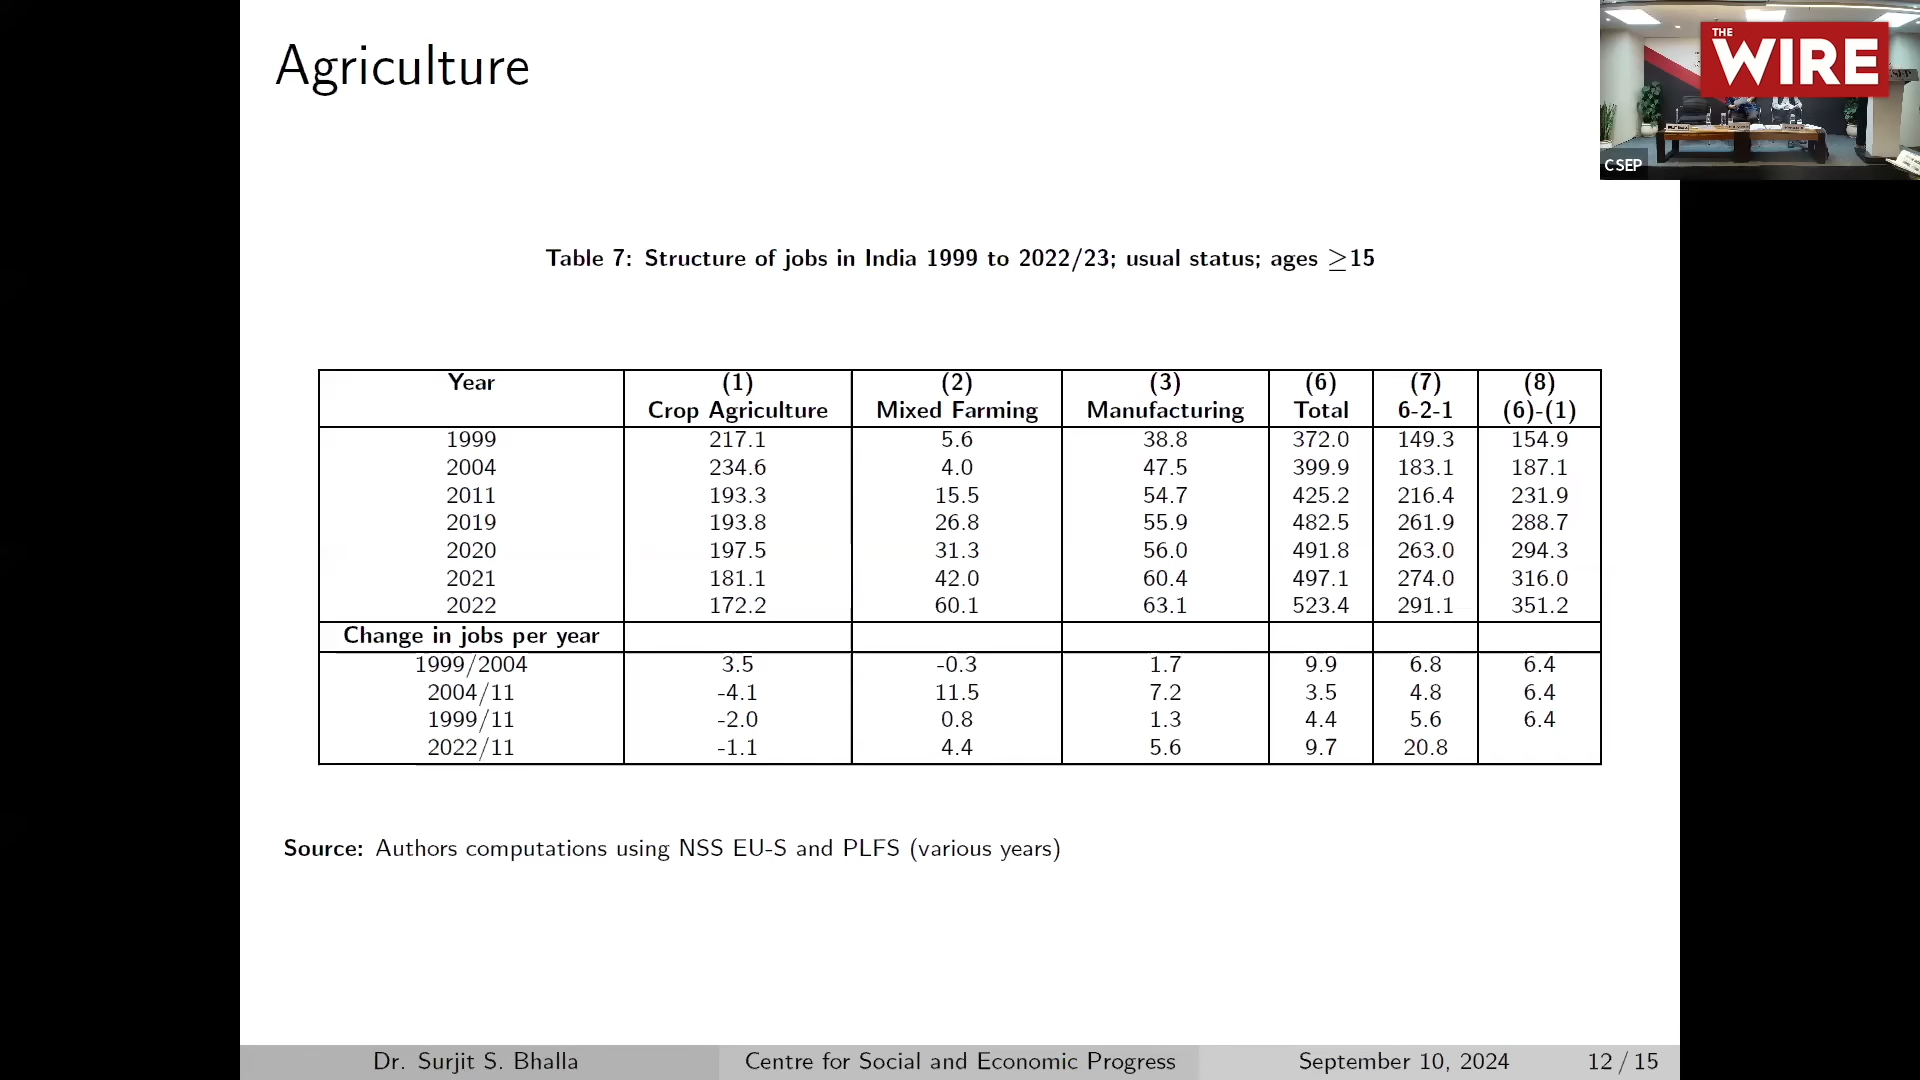 Agriculture
THE
WIRE
CSEP
Table 7: Structure of jobs in India 1999 to 2022/23; usual status; ages ≥15
Year (1) (2) (3) (6) (7) (8)
Crop Agriculture Mixed Farming Manufacturing Total 6-2-1 (6)-(1)
1999 217.1 5.6 38.8 372.0 149.3 154.9
2004 234.6 4.0 47.5 399.9 183.1 187.1
2011 193.3 15.5 54.7 425.2 216.4 231.9
2019 193.8 26.8 55.9 482.5 261.9 288.7
2020 197.5 31.3 56.0 491.8 263.0 294.3
2021 181.1 42.0 60.4 497.1 274.0 316.0
2022 172.2 60.1 63.1 523.4 291.1 351.2
Change in jobs per year
1999/2004 3.5 -0.3 1.7 9.9 6.8 6.4
2004/11 -4.1 11.5 7.2 3.5 4.8 6.4
1999/11 -2.0 0.8 1.3 4.4 5.6 6.4
2022/11 -1.1 4.4 5.6 9.7 20.8
Source: Authors computations using NSS EU-S and PLFS (various years)
Dr. Surjit S. Bhalla Centre for Social and Economic Progress September 10, 2024 12 / 15